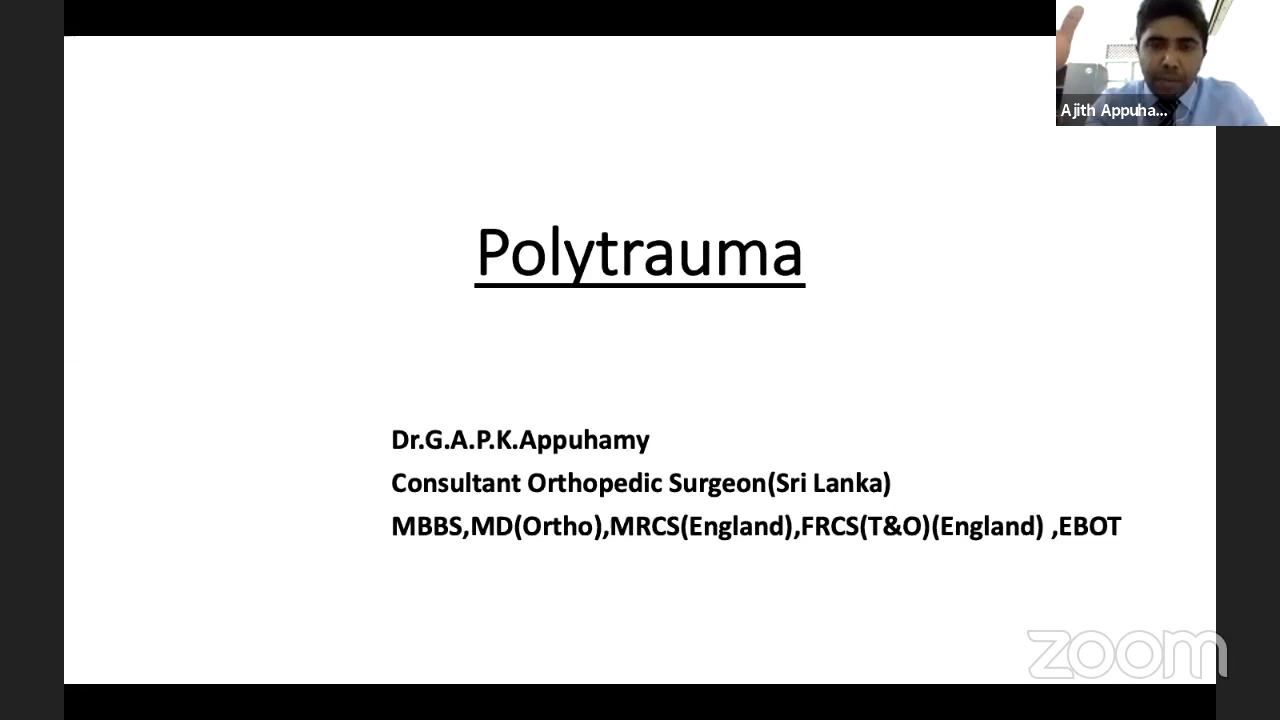 Ajith Appuha...
Polytrauma
Dr.G.A.P.K.Appuhamy
Consultant Orthopedic Surgeon(Sri Lanka)
MBBS,MD(Ortho),MRCS(England),FRCS(T&O)(England) ,EBOT
zoom